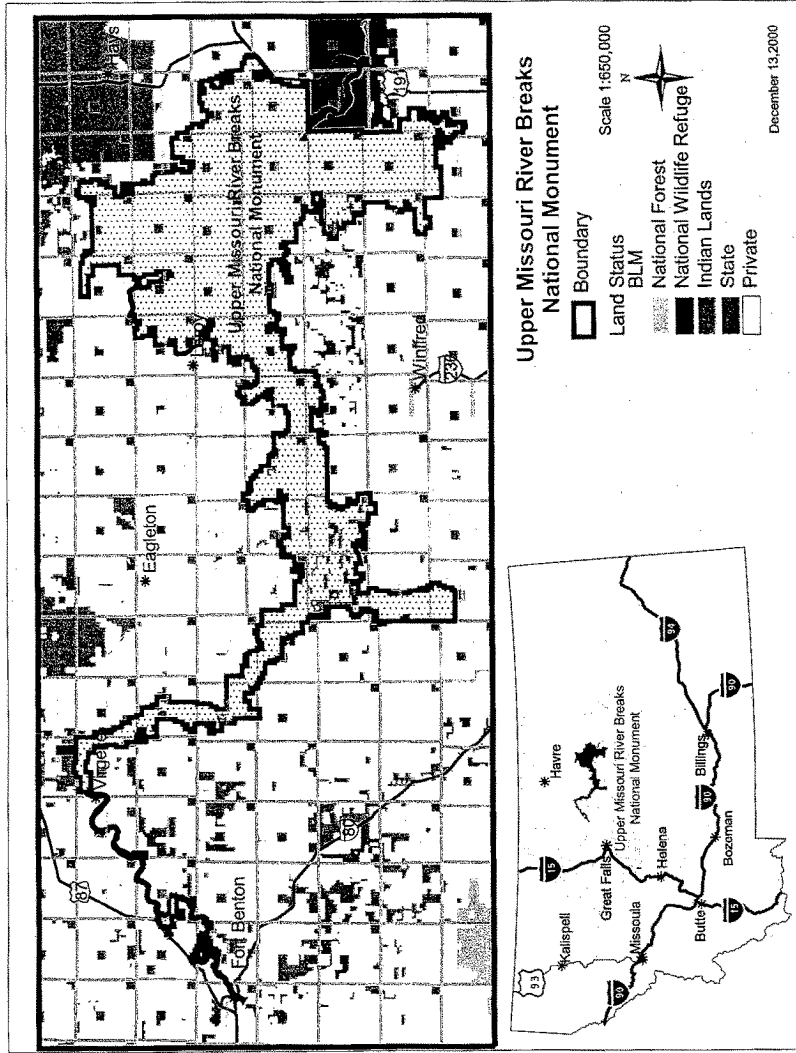 Hays
191
Upper Missouri River Breaks
National Monument
Winifred
236
Eagleton
Virgelle
87
80
Fort Benton
Upper Missouri River Breaks
National Monument
Boundary
Land Status
BLM
National Forest
National Wildlife Refuge
Indian Lands
State
Private
Scale 1:650,000
N
December 13,2000
93
Kalispell
Havre
15
Great Falls
Upper Missouri River Breaks
National Monument
Missoula
90
Helena
94
Butte
15
Bozeman
90
Billings
90